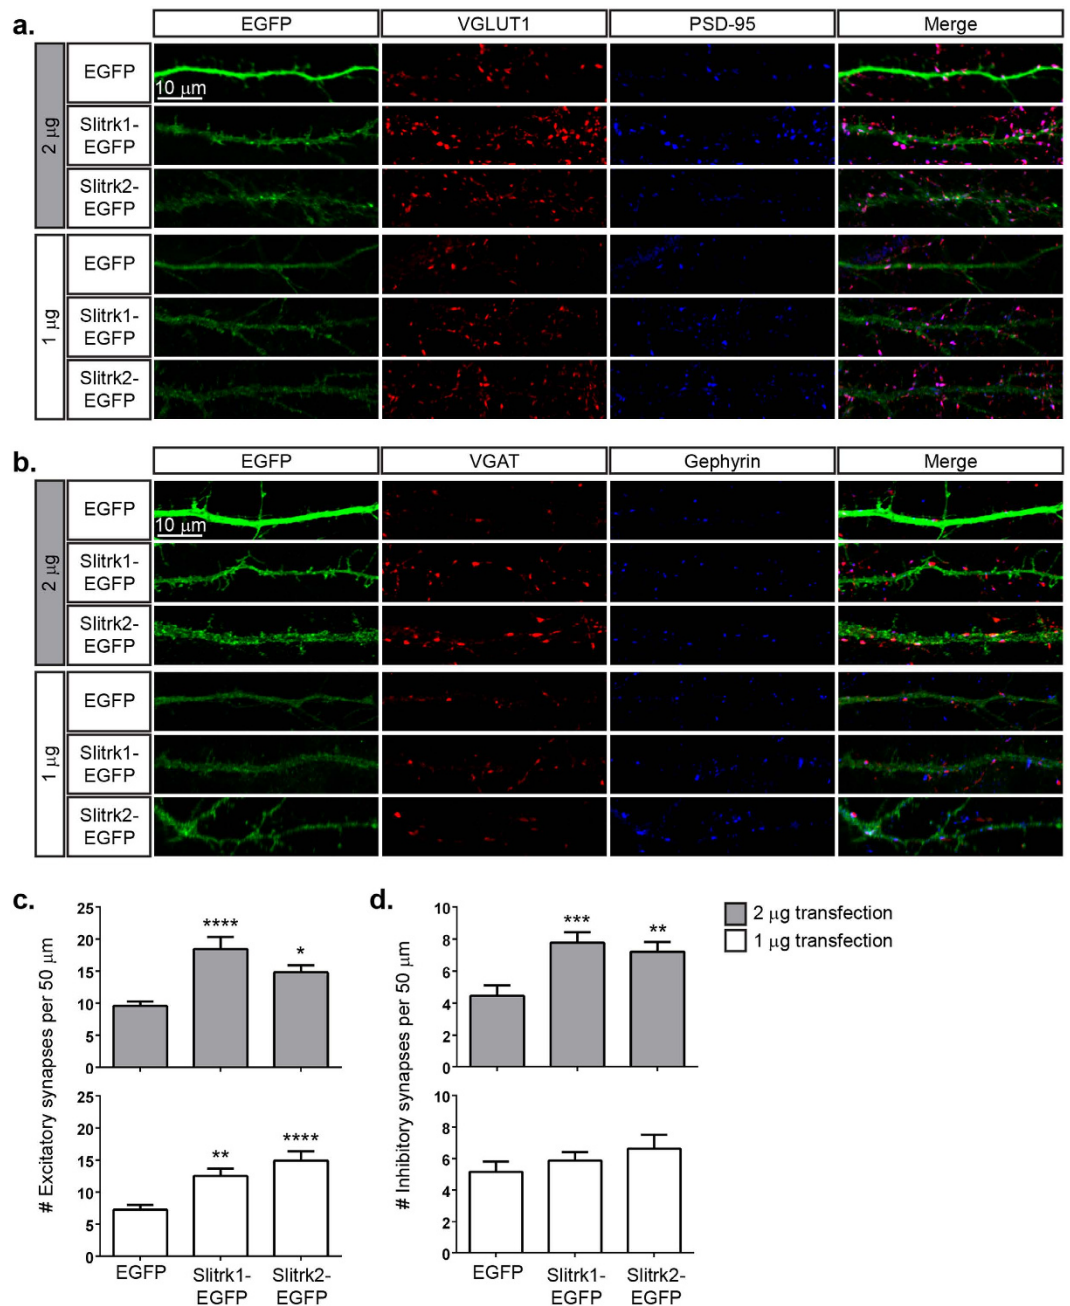 a.
EGFP VGLUT1 PSD-95 Merge
2 μg
EGFP
10 μm
Slitrk1-
EGFP
Slitrk2-
EGFP
1 μg
EGFP
Slitrk1-
EGFP
Slitrk2-
EGFP
b.
EGFP VGAT Gephyrin Merge
2 μg
EGFP
10 μm
Slitrk1-
EGFP
Slitrk2-
EGFP
1 μg
EGFP
Slitrk1-
EGFP
Slitrk2-
EGFP
c.
# Excitatory synapses per 50 μm
25
20
15
10
5
0
****
*
25
20
15
10
5
0
**
****
EGFP Slitrk1- Slitrk2-
EGFP EGFP
d.
# Inhibitory synapses per 50 μm
10
8
6
4
2
0
***
**
10
8
6
4
2
0
EGFP Slitrk1- Slitrk2-
EGFP EGFP
2 μg transfection
1 μg transfection